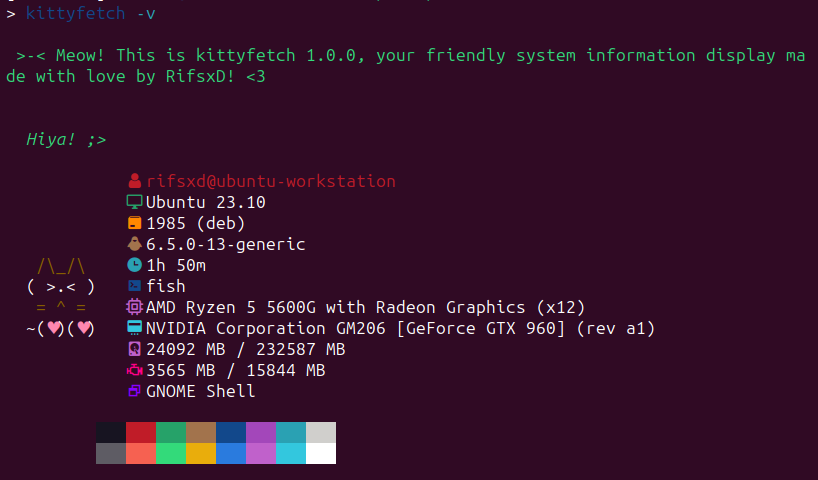 > kittyfetch -v
>-< Meow! This is kittyfetch 1.0.0, your friendly system information display ma
de with love by RifsxD! <3
Hiya! ;>
rifsxd@ubuntu-workstation
Ubuntu 23.10
1985 (deb)
6.5.0-13-generic
/\_/\ 1h 50m
( >.< ) fish
= ^ = AMD Ryzen 5 5600G with Radeon Graphics (x12)
~(♥)(♥) NVIDIA Corporation GM206 [GeForce GTX 960] (rev a1)
24092 MB / 232587 MB
3565 MB / 15844 MB
GNOME Shell